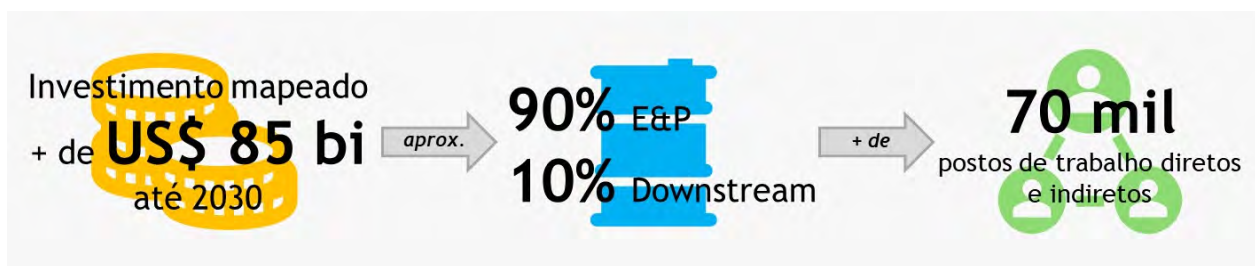 Investimento mapeado
+ de US$ 85 bi
até 2030
aprox.
90% E&P
10% Downstream
+ de
70 mil
postos de trabalho diretos
e indiretos